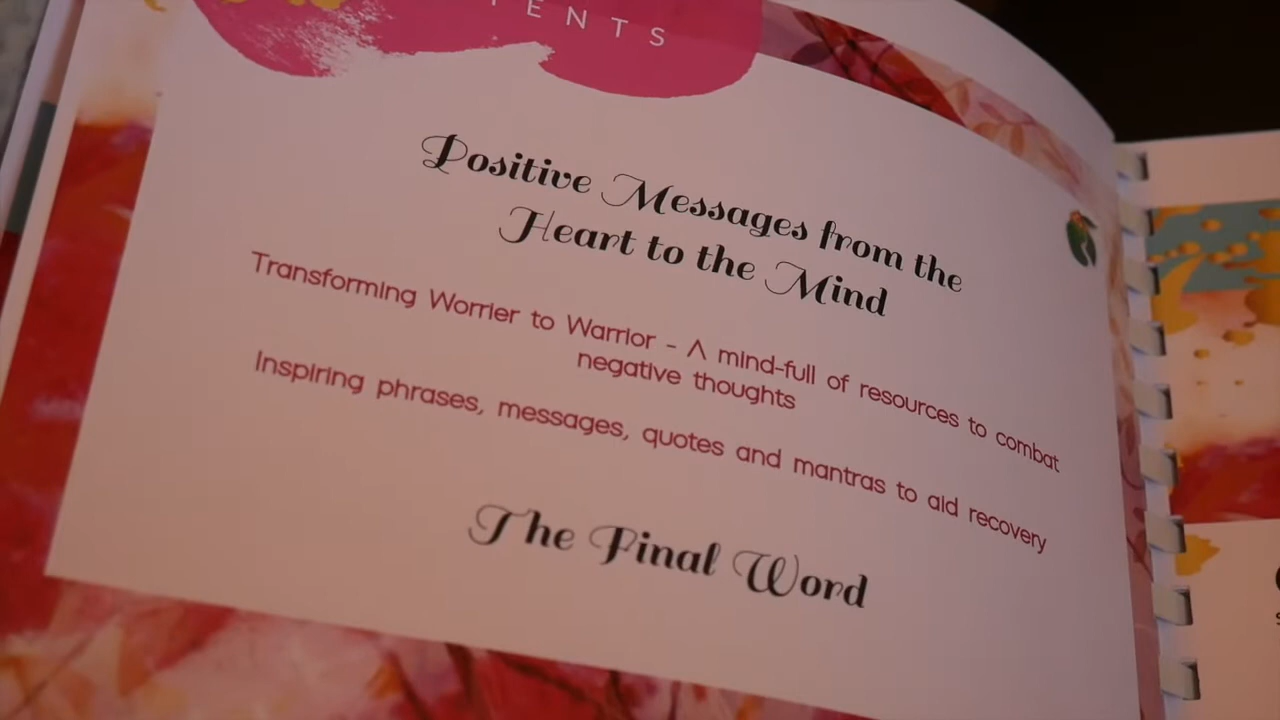 TENTS
Positive Messages from the
Heart to the Mind
Transforming Worrier to Warrior - A mind-full of resources to combat
negative thoughts
Inspiring phrases, messages, quotes and mantras to aid recovery
The Final Word